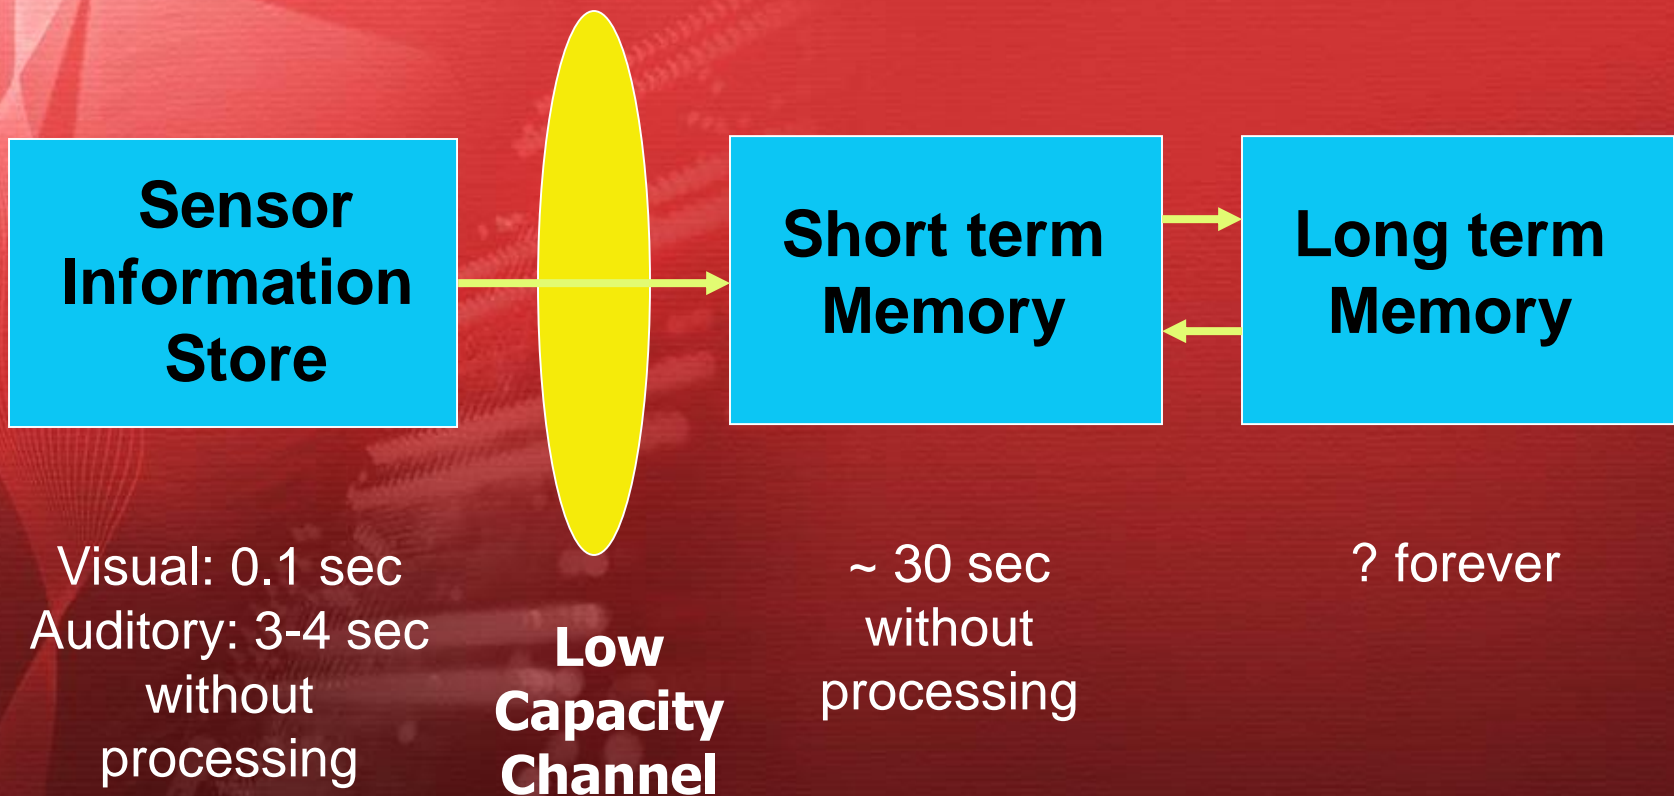 Sensor
Information
Store
Short term
Memory
Long term
Memory
Visual: 0.1 sec
Auditory: 3-4 sec
without
processing
Low
Capacity
Channel
~ 30 sec
without
processing
? forever